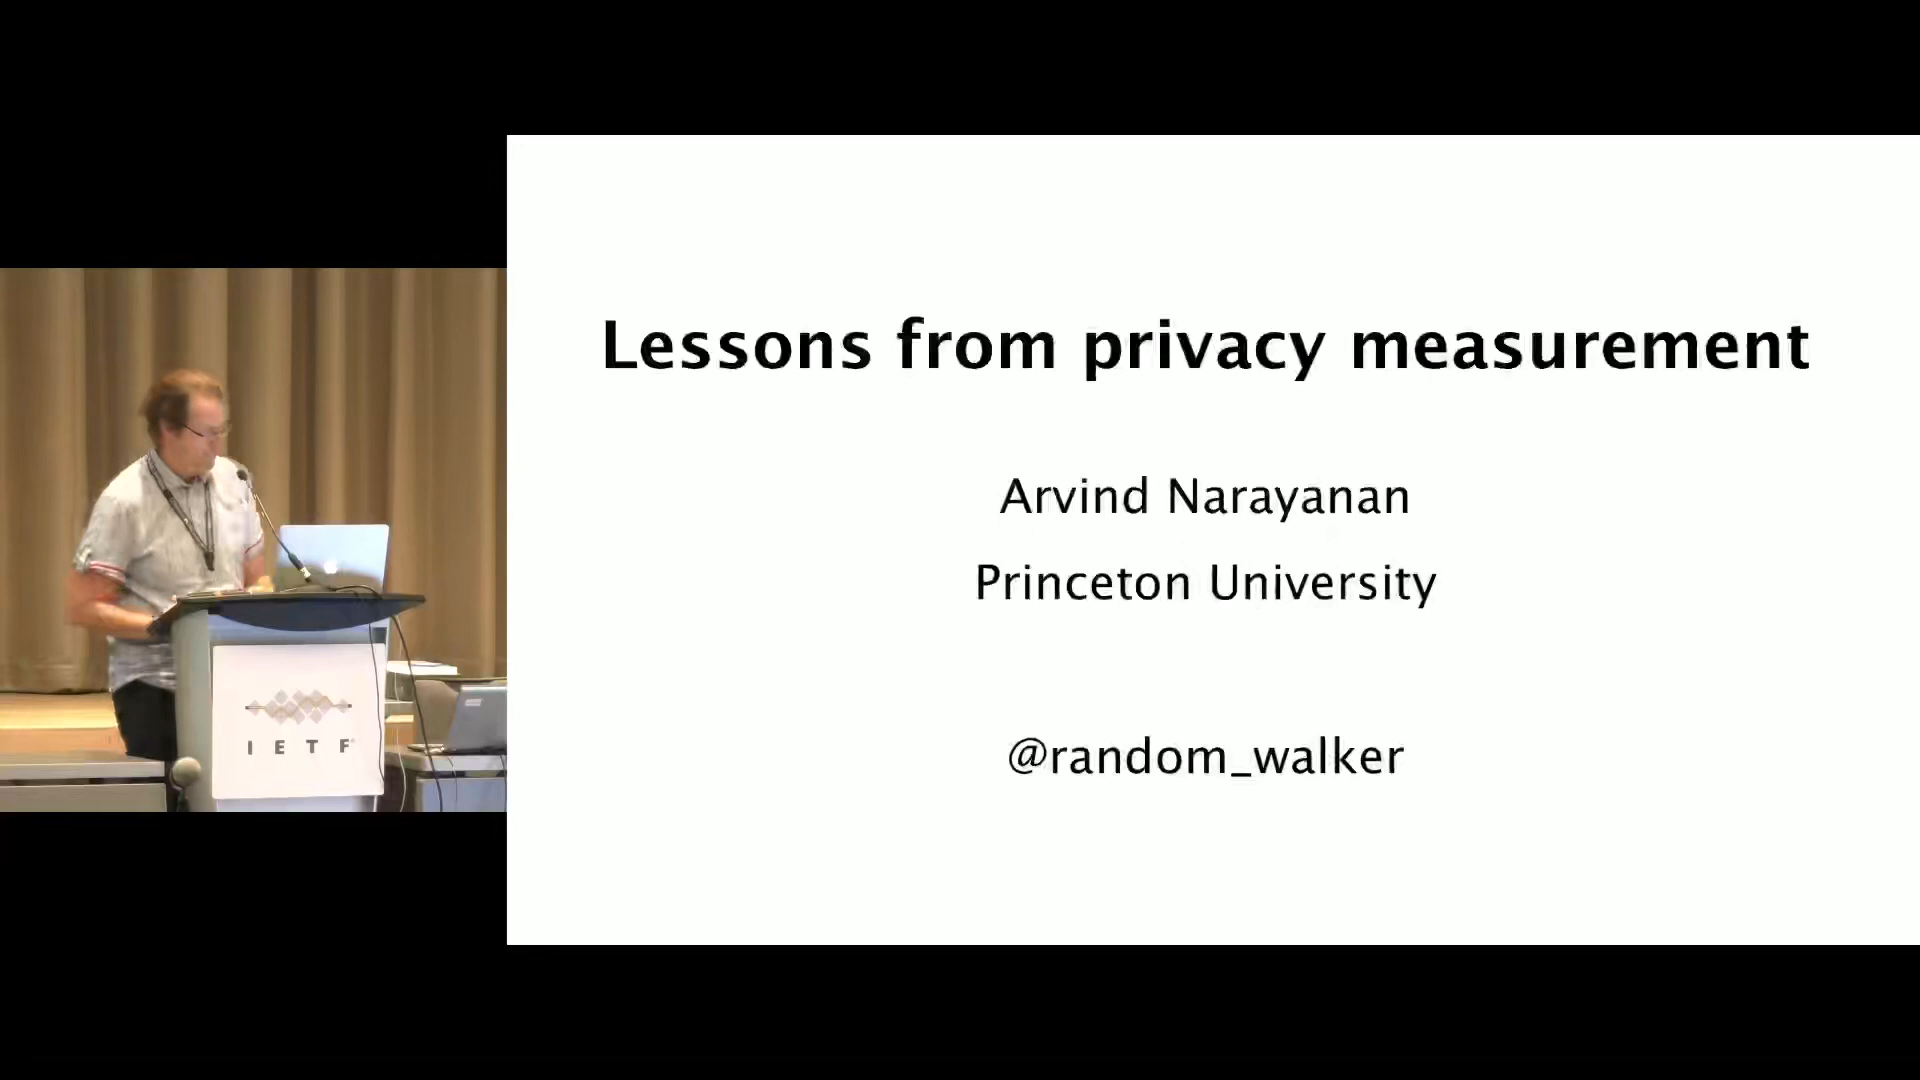 Lessons from privacy measurement
Arvind Narayanan
Princeton University
@random_walker
I E T F